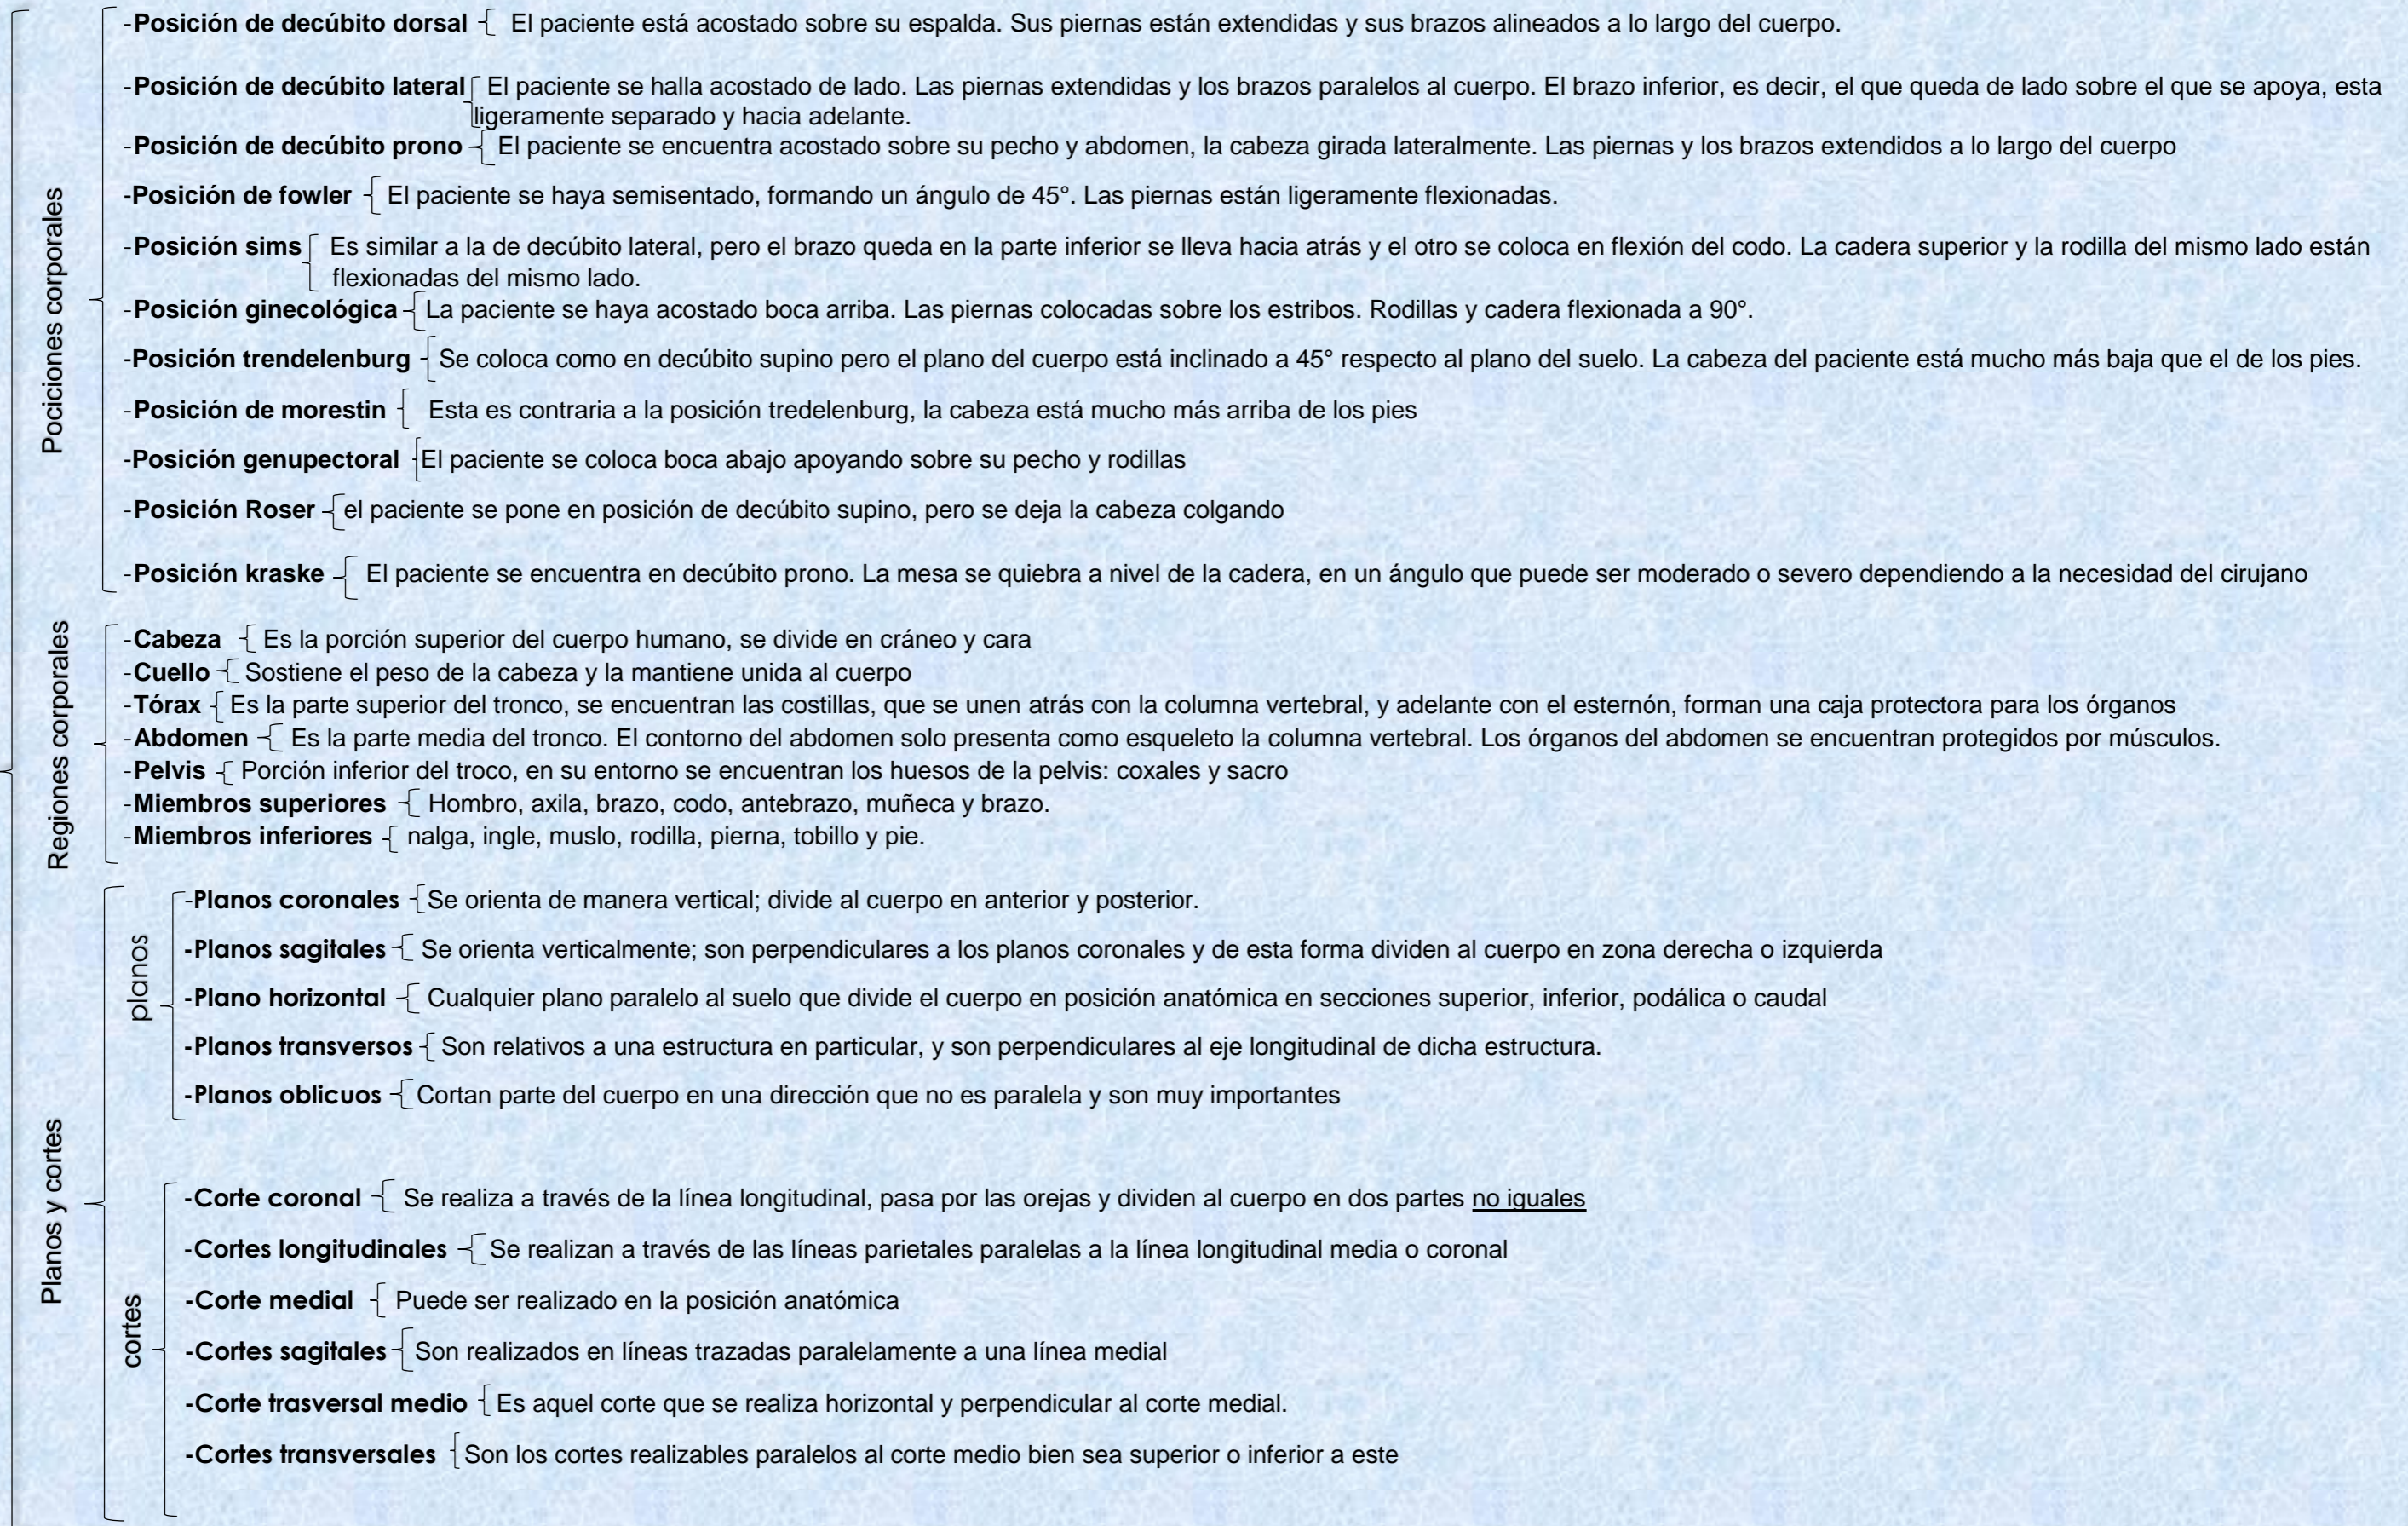 Pociones corporales
-Posición de decúbito dorsal El paciente está acostado sobre su espalda. Sus piernas están extendidas y sus brazos alineados a lo largo del cuerpo.
-Posición de decúbito lateral El paciente se halla acostado de lado. Las piernas extendidas y los brazos paralelos al cuerpo. El brazo inferior, es decir, el que queda de lado sobre el que se apoya, esta
ligeramente separado y hacia adelante.
-Posición de decúbito prono El paciente se encuentra acostado sobre su pecho y abdomen, la cabeza girada lateralmente. Las piernas y los brazos extendidos a lo largo del cuerpo
-Posición de fowler El paciente se haya semisentado, formando un ángulo de 45°. Las piernas están ligeramente flexionadas.
-Posición sims Es similar a la de decúbito lateral, pero el brazo queda en la parte inferior se lleva hacia atrás y el otro se coloca en flexión del codo. La cadera superior y la rodilla del mismo lado están
flexionadas del mismo lado.
-Posición ginecológica La paciente se haya acostado boca arriba. Las piernas colocadas sobre los estribos. Rodillas y cadera flexionada a 90°.
-Posición trendelenburg Se coloca como en decúbito supino pero el plano del cuerpo está inclinado a 45° respecto al plano del suelo. La cabeza del paciente está mucho más baja que el de los pies.
-Posición de morestin Esta es contraria a la posición tredelenburg, la cabeza está mucho más arriba de los pies
-Posición genupectoral El paciente se coloca boca abajo apoyando sobre su pecho y rodillas
-Posición Roser el paciente se pone en posición de decúbito supino, pero se deja la cabeza colgando
-Posición kraske El paciente se encuentra en decúbito prono. La mesa se quiebra a nivel de la cadera, en un ángulo que puede ser moderado o severo dependiendo a la necesidad del cirujano
Regiones corporales
-Cabeza Es la porción superior del cuerpo humano, se divide en cráneo y cara
-Cuello Sostiene el peso de la cabeza y la mantiene unida al cuerpo
-Tórax Es la parte superior del tronco, se encuentran las costillas, que se unen atrás con la columna vertebral, y adelante con el esternón, forman una caja protectora para los órganos
-Abdomen Es la parte media del tronco. El contorno del abdomen solo presenta como esqueleto la columna vertebral. Los órganos del abdomen se encuentran protegidos por músculos.
-Pelvis Porción inferior del troco, en su entorno se encuentran los huesos de la pelvis: coxales y sacro
-Miembros superiores Hombro, axila, brazo, codo, antebrazo, muñeca y brazo.
-Miembros inferiores nalga, ingle, muslo, rodilla, pierna, tobillo y pie.
Planos y cortes
planos
-Planos coronales Se orienta de manera vertical; divide al cuerpo en anterior y posterior.
-Planos sagitales Se orienta verticalmente; son perpendiculares a los planos coronales y de esta forma dividen al cuerpo en zona derecha o izquierda
-Plano horizontal Cualquier plano paralelo al suelo que divide el cuerpo en posición anatómica en secciones superior, inferior, podálica o caudal
-Planos transversos Son relativos a una estructura en particular, y son perpendiculares al eje longitudinal de dicha estructura.
-Planos oblicuos Cortan parte del cuerpo en una dirección que no es paralela y son muy importantes
cortes
-Corte coronal Se realiza a través de la línea longitudinal, pasa por las orejas y dividen al cuerpo en dos partes no iguales
-Cortes longitudinales Se realizan a través de las líneas parietales paralelas a la línea longitudinal media o coronal
-Corte medial Puede ser realizado en la posición anatómica
-Cortes sagitales Son realizados en líneas trazadas paralelamente a una línea medial
-Corte trasversal medio Es aquel corte que se realiza horizontal y perpendicular al corte medial.
-Cortes transversales Son los cortes realizables paralelos al corte medio bien sea superior o inferior a este